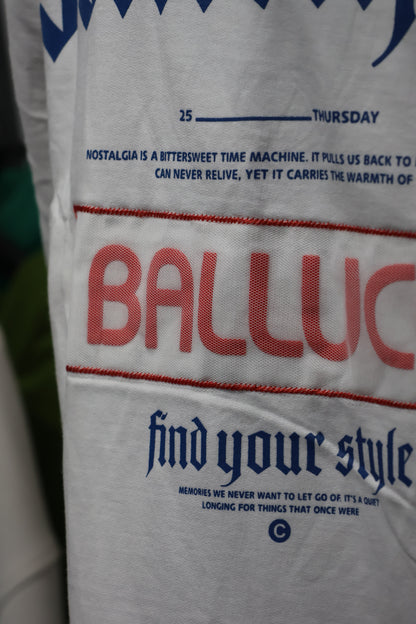 25 THURSDAY
NOSTALGIA IS A BITTERSWEET TIME MACHINE. IT PULLS US BACK TO
CAN NEVER RELIVE, YET IT CARRIES THE WARMTH OF
BALLUC
find your style
MEMORIES WE NEVER WANT TO LET GO OF. IT'S A QUIET
LONGING FOR THINGS THAT ONCE WERE
©